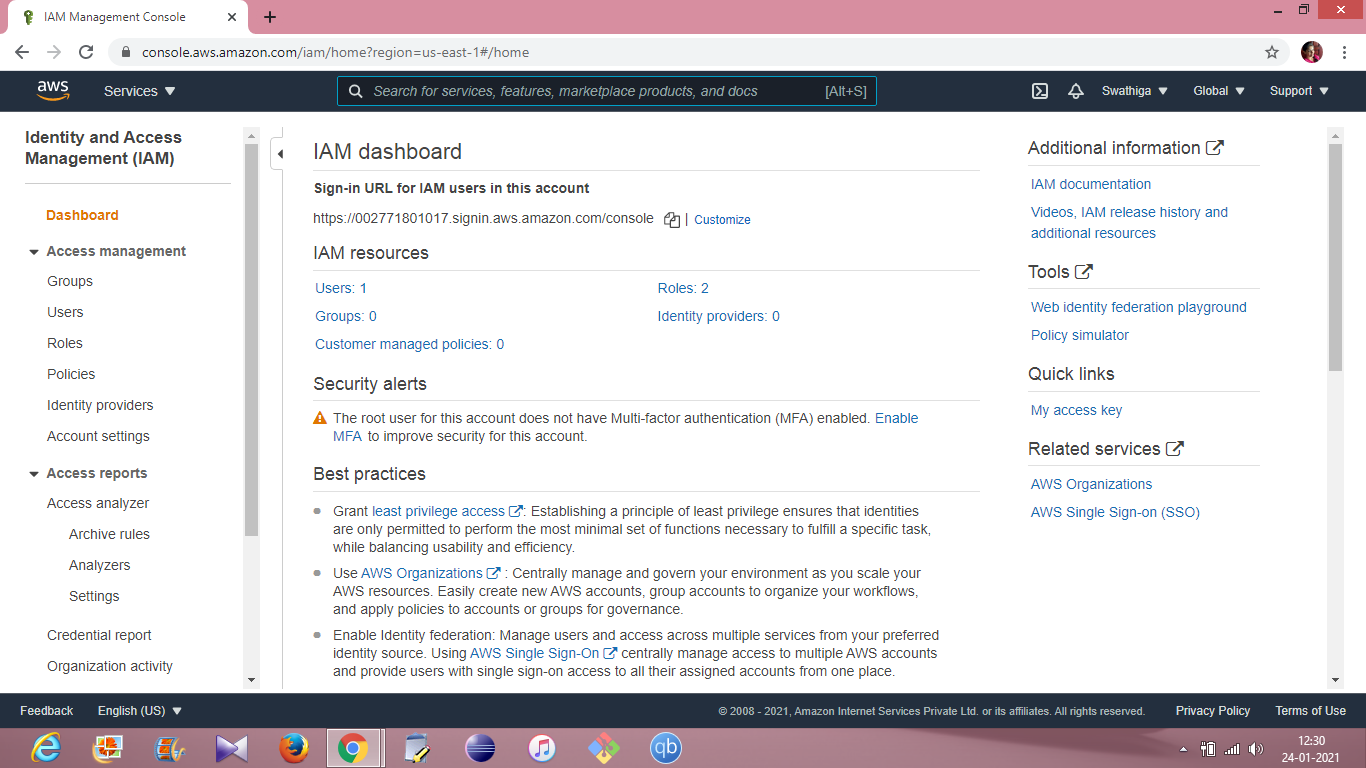 IAM Management Console
console.aws.amazon.com/iam/home?region=us-east-1#/home
aws
Services
Search for services, features, marketplace products, and docs
[Alt+S]
Swathiga
Global
Support
Identity and Access
Management (IAM)
Dashboard
Access management
Groups
Users
Roles
Policies
Identity providers
Account settings
Access reports
Access analyzer
Archive rules
Analyzers
Settings
Credential report
Organization activity
IAM dashboard
Sign-in URL for IAM users in this account
https://002771801017.signin.aws.amazon.com/console | Customize
IAM resources
Users: 1
Roles: 2
Groups: 0
Identity providers: 0
Customer managed policies: 0
Security alerts
The root user for this account does not have Multi-factor authentication (MFA) enabled. Enable
MFA to improve security for this account.
Best practices
Grant least privilege access : Establishing a principle of least privilege ensures that identities
are only permitted to perform the most minimal set of functions necessary to fulfill a specific task,
while balancing usability and efficiency.
Use AWS Organizations : Centrally manage and govern your environment as you scale your
AWS resources. Easily create new AWS accounts, group accounts to organize your workflows,
and apply policies to accounts or groups for governance.
Enable Identity federation: Manage users and access across multiple services from your preferred
identity source. Using AWS Single Sign-On centrally manage access to multiple AWS accounts
and provide users with single sign-on access to all their assigned accounts from one place.
Additional information
IAM documentation
Videos, IAM release history and
additional resources
Tools
Web identity federation playground
Policy simulator
Quick links
My access key
Related services
AWS Organizations
AWS Single Sign-on (SSO)
Feedback
English (US)
© 2008 - 2021, Amazon Internet Services Private Ltd. or its affiliates. All rights reserved.
Privacy Policy
Terms of Use
qb
12:30
24-01-2021